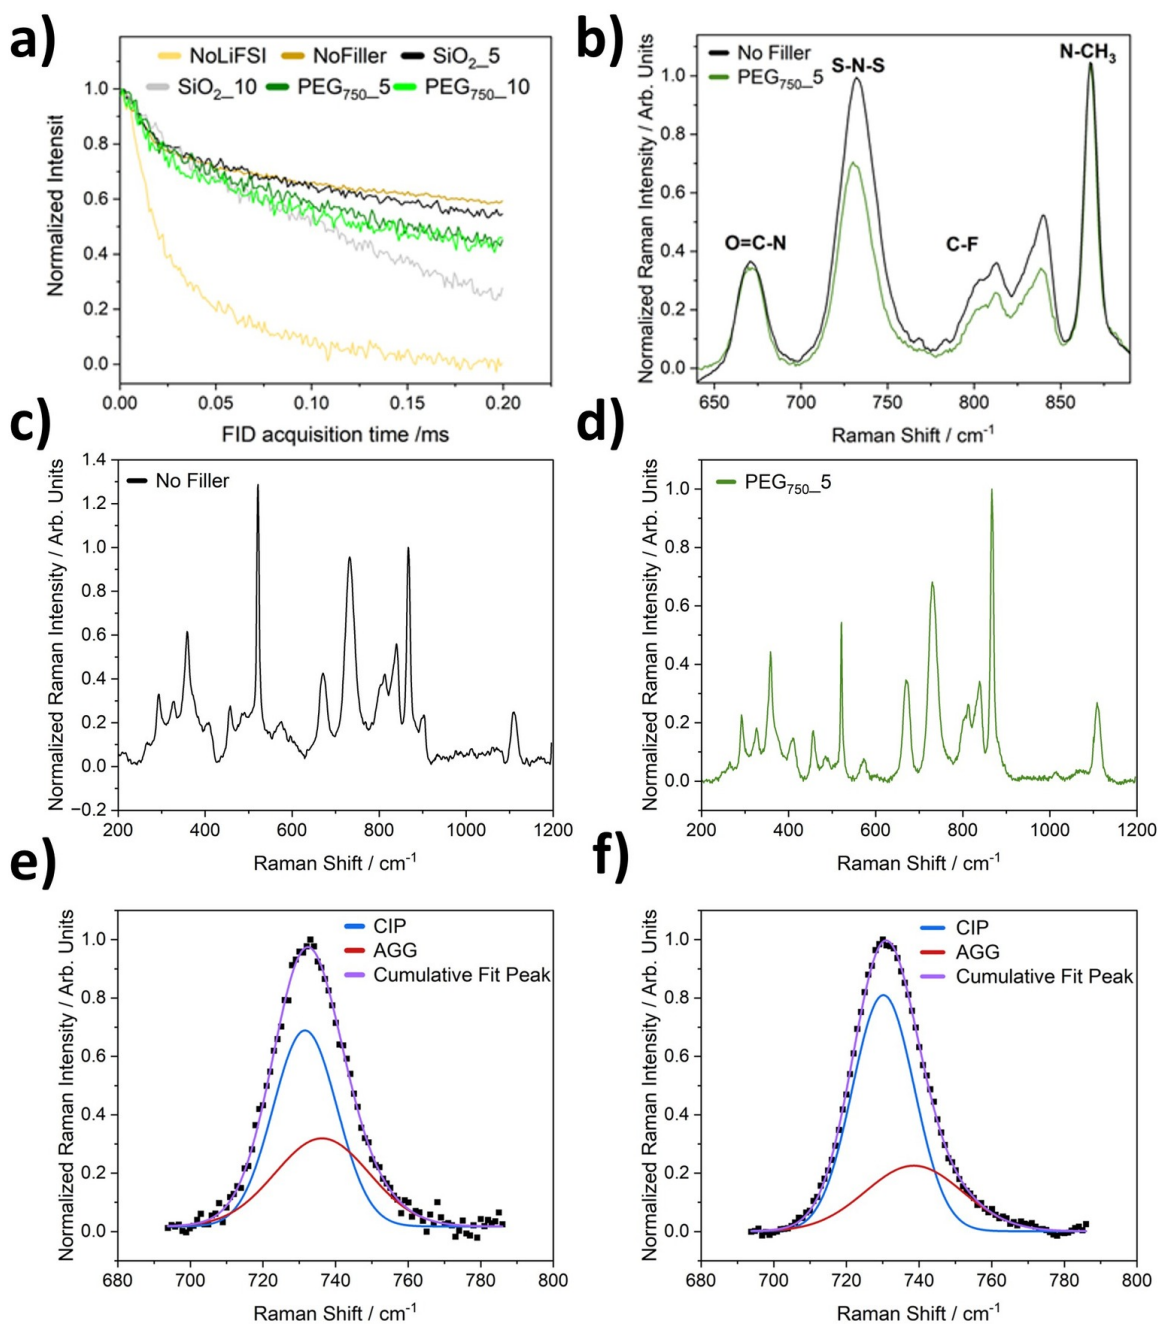 a)
NoLiFSI NoFiller SiO2_5
SiO2_10 PEG750_5 PEG750_10
Normalized Intensit
1.0
0.8
0.6
0.4
0.2
0.0
0.00 0.05 0.10 0.15 0.20
FID acquisition time /ms
b)
No Filler
PEG750_5
S-N-S
N-CH3
O=C-N
C-F
Normalized Raman Intensity / Arb. Units
1.0
0.8
0.6
0.4
0.2
0.0
650 700 750 800 850
Raman Shift / cm-1
c)
No Filler
Normalized Raman Intensity / Arb. Units
1.4
1.2
1.0
0.8
0.6
0.4
0.2
0.0
−0.2
200 400 600 800 1000 1200
Raman Shift / cm-1
d)
PEG750_5
Normalized Raman Intensity / Arb. Units
1.0
0.8
0.6
0.4
0.2
0.0
200 400 600 800 1000 1200
Raman Shift / cm-1
e)
CIP
AGG
Cumulative Fit Peak
Normalized Raman Intensity / Arb. Units
1.0
0.8
0.6
0.4
0.2
0.0
680 700 720 740 760 780 800
Raman Shift / cm-1
f)
CIP
AGG
Cumulative Fit Peak
Normalized Raman Intensity / Arb. Units
1.0
0.8
0.6
0.4
0.2
0.0
680 700 720 740 760 780 800
Raman Shift / cm-1